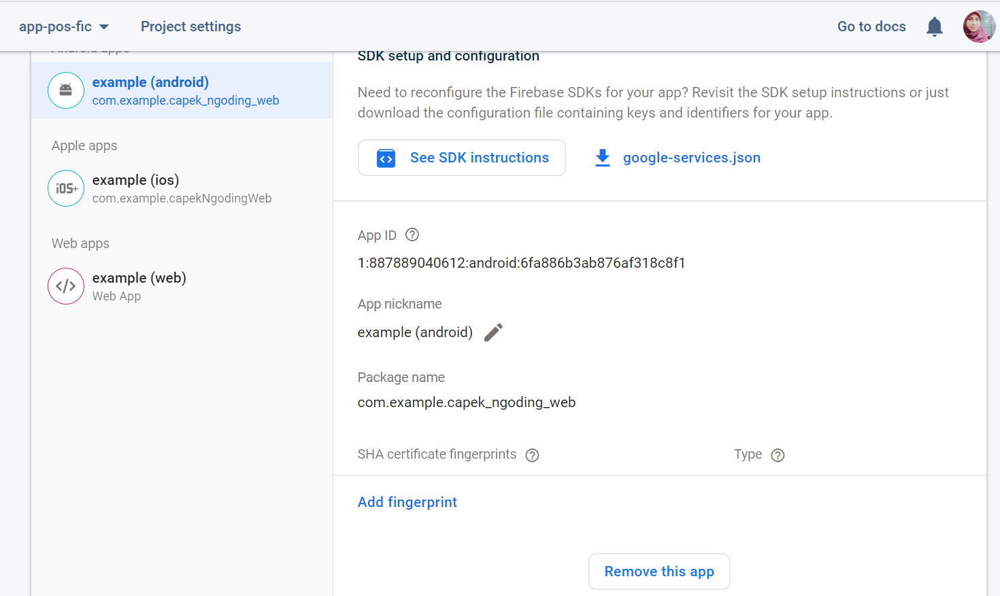 app-pos-fic
Project settings
Go to docs
Android apps
example (android)
com.example.capek_ngoding_web
Apple apps
iOS+
example (ios)
com.example.capekNgodingWeb
Web apps
</>
example (web)
Web App
SDK setup and configuration
Need to reconfigure the Firebase SDKs for your app? Revisit the SDK setup instructions or just
download the configuration file containing keys and identifiers for your app.
See SDK instructions
google-services.json
App ID
1:887889040612:android:6fa886b3ab876af318c8f1
App nickname
example (android)
Package name
com.example.capek_ngoding_web
SHA certificate fingerprints
Type
Add fingerprint
Remove this app